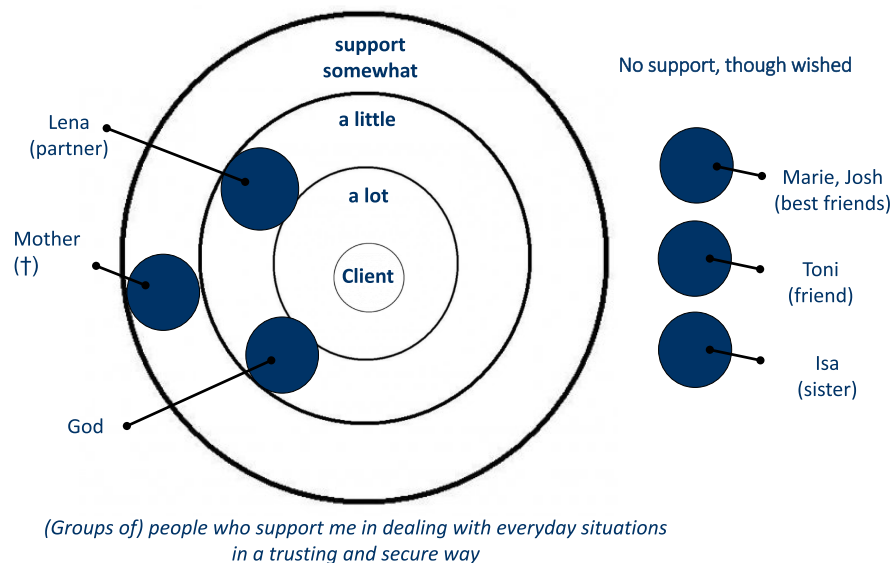 support
somewhat
No support, though wished
a little
Lena
(partner)
a lot
Marie, Josh
(best friends)
Mother
(†)
Client
Toni
(friend)
Isa
(sister)
God
(Groups of) people who support me in dealing with everyday situations
in a trusting and secure way